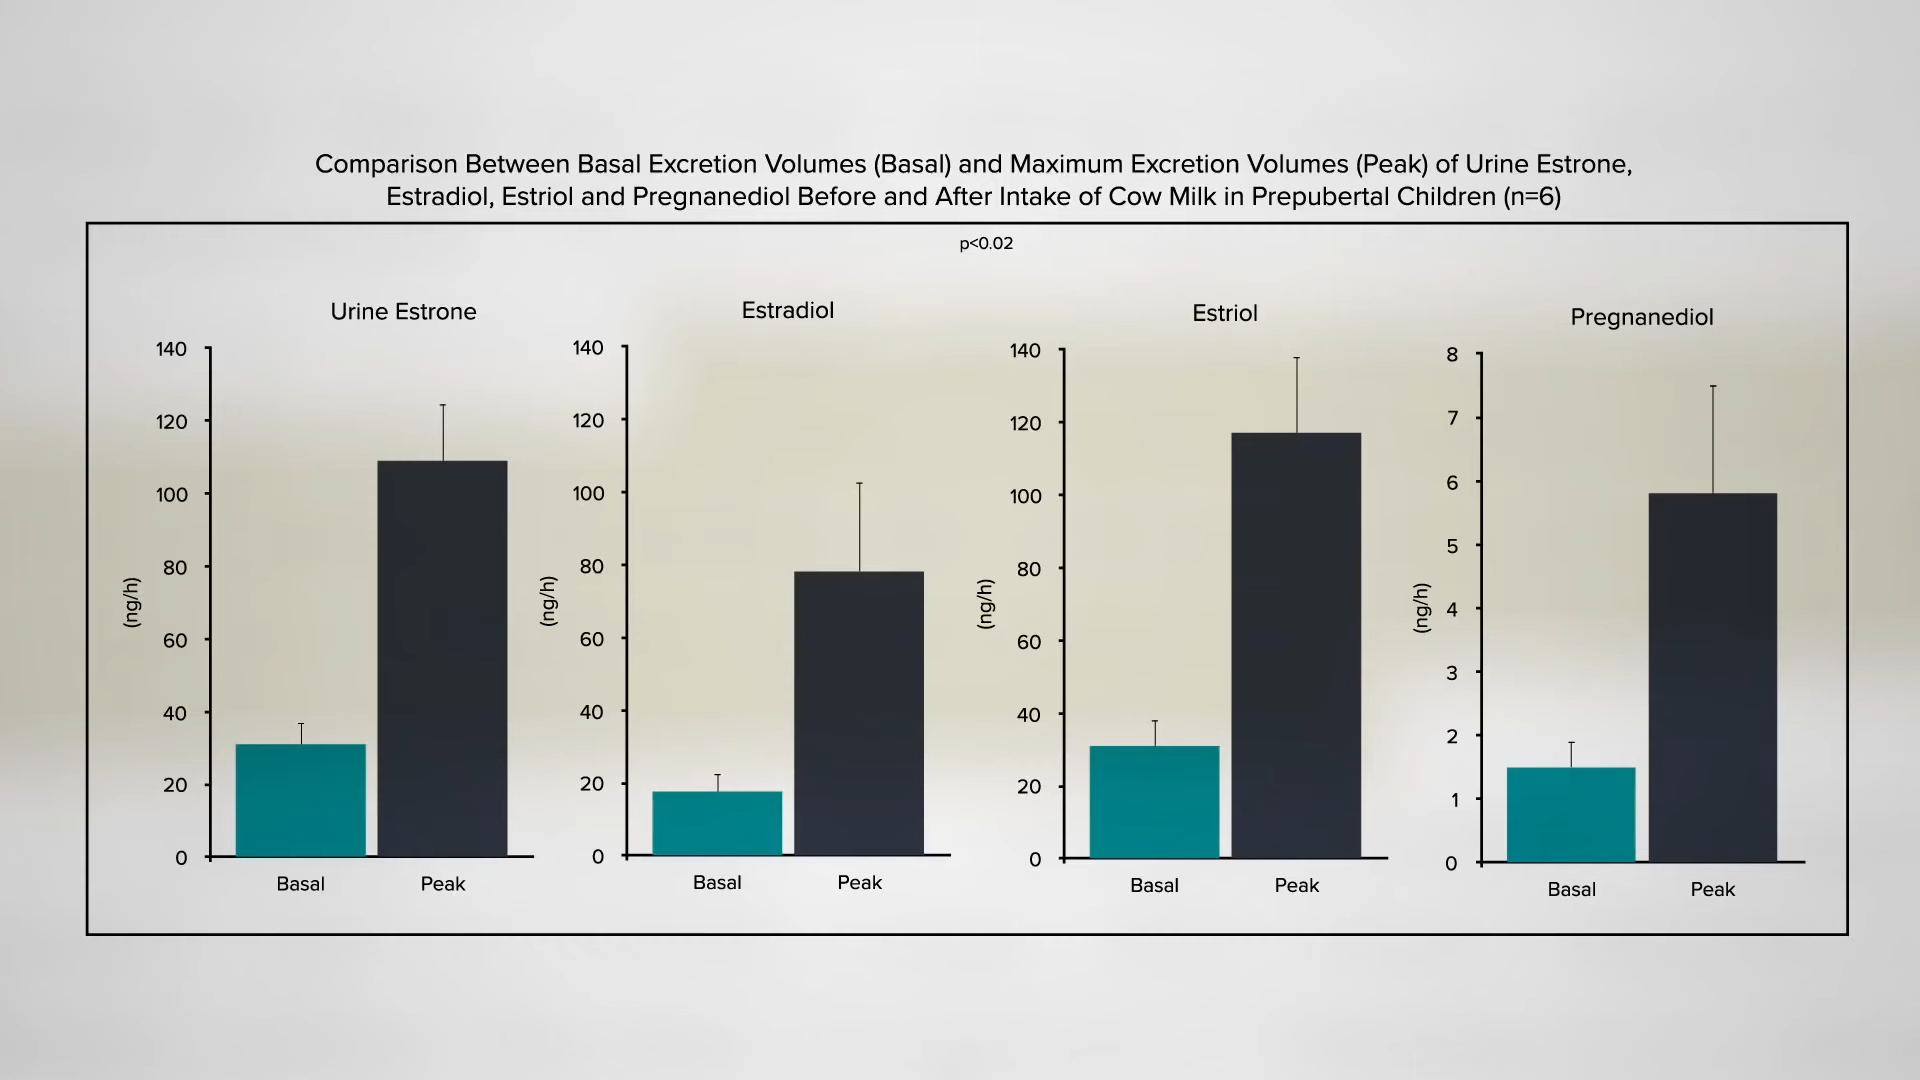 Comparison Between Basal Excretion Volumes (Basal) and Maximum Excretion Volumes (Peak) of Urine Estrone,
Estradiol, Estriol and Pregnanediol Before and After Intake of Cow Milk in Prepubertal Children (n=6)
p<0.02
Urine Estrone
140
120
100
80
60
40
20
0
(ng/h)
Basal Peak
Estradiol
140
120
100
80
60
40
20
0
(ng/h)
Basal Peak
Estriol
140
120
100
80
60
40
20
0
(ng/h)
Basal Peak
Pregnanediol
8
7
6
5
4
3
2
1
0
(ng/h)
Basal Peak